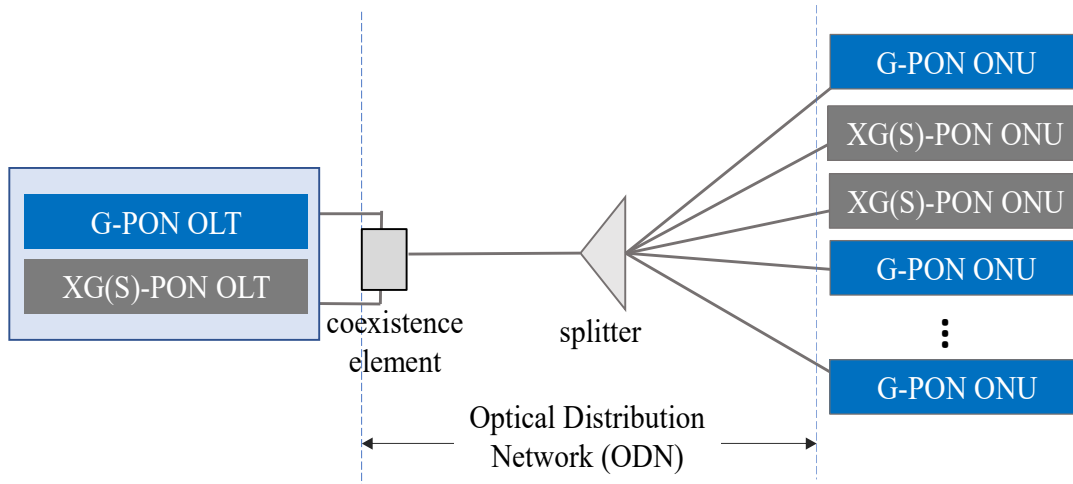 G-PON OLT
XG(S)-PON OLT
coexistence
element
splitter
Optical Distribution
Network (ODN)
G-PON ONU
XG(S)-PON ONU
XG(S)-PON ONU
G-PON ONU
G-PON ONU